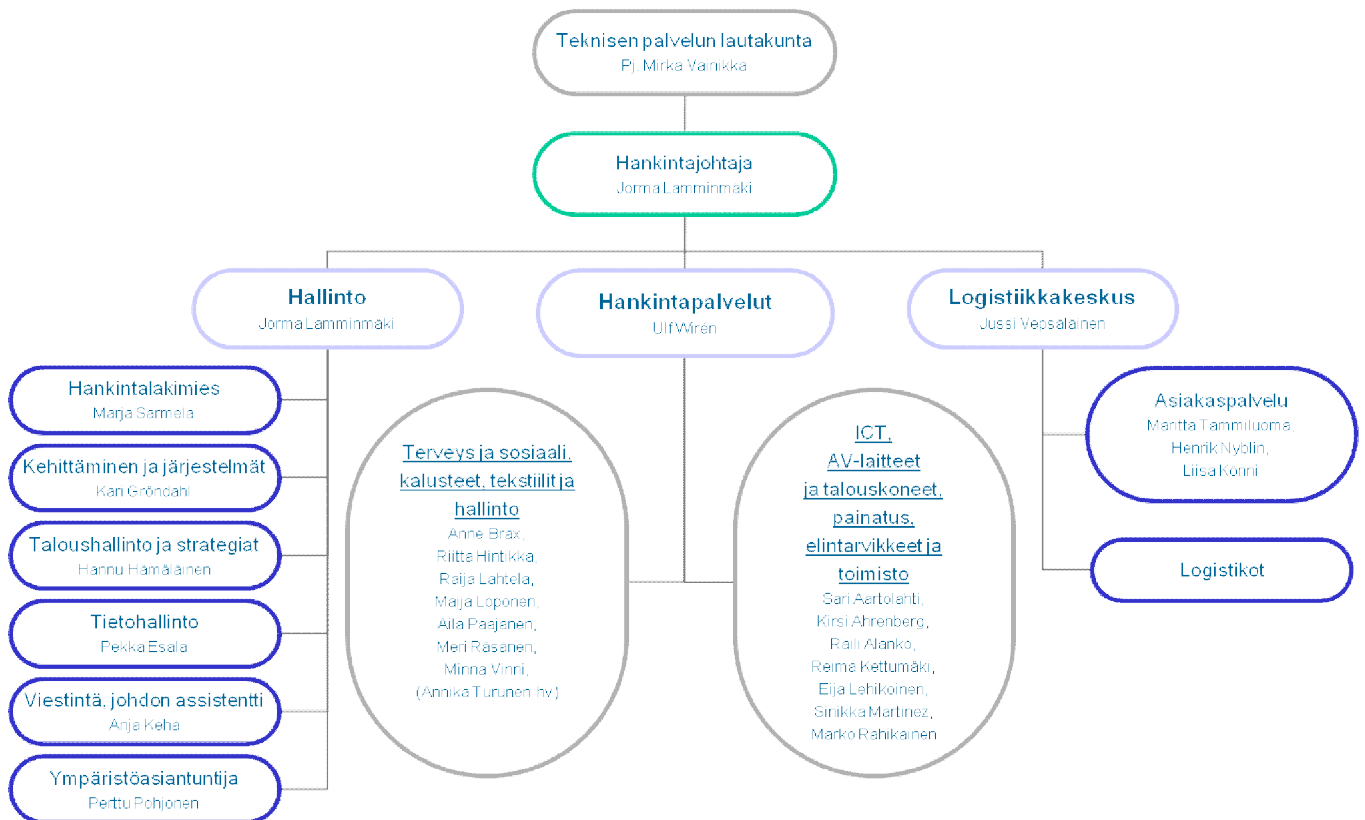 Teknisen palvelun lautakunta
Pj. Mirka Vainikka
Hankintajohtaja
Jorma Lamminmäki
Hallinto
Jorma Lamminmäki
Hankintapalvelut
Ulf Wirén
Logistiikkakeskus
Jussi Vepsäläinen
Hankintalakimies
Marja Sarmela
Kehittäminen ja järjestelmät
Kari Gröndahl
Taloushallinto ja strategiat
Hannu Hämäläinen
Tietohallinto
Pekka Esala
Viestintä, johdon assistentti
Anja Keha
Ympäristöasiantuntija
Perttu Pohjonen
Terveys ja sosiaali,
kalusteet, tekstiilit ja
hallinto
Anne Brax,
Riitta Hintikka,
Raija Lahtela,
Maija Loponen,
Aila Paajanen,
Meri Räsänen,
Minna Vinni,
(Annika Turunen hv)
ICT,
AV-laitteet
ja talouskoneet,
painatus,
elintarvikkeet ja
toimisto
Sari Aartolahti,
Kirsi Ahrenberg,
Raili Alanko,
Reima Kettumäki,
Eija Lehikoinen,
Sinikka Martinez,
Marko Rahikainen
Asiakaspalvelu
Maritta Tammiluoma,
Henrik Nyblin,
Liisa Könni
Logistikot